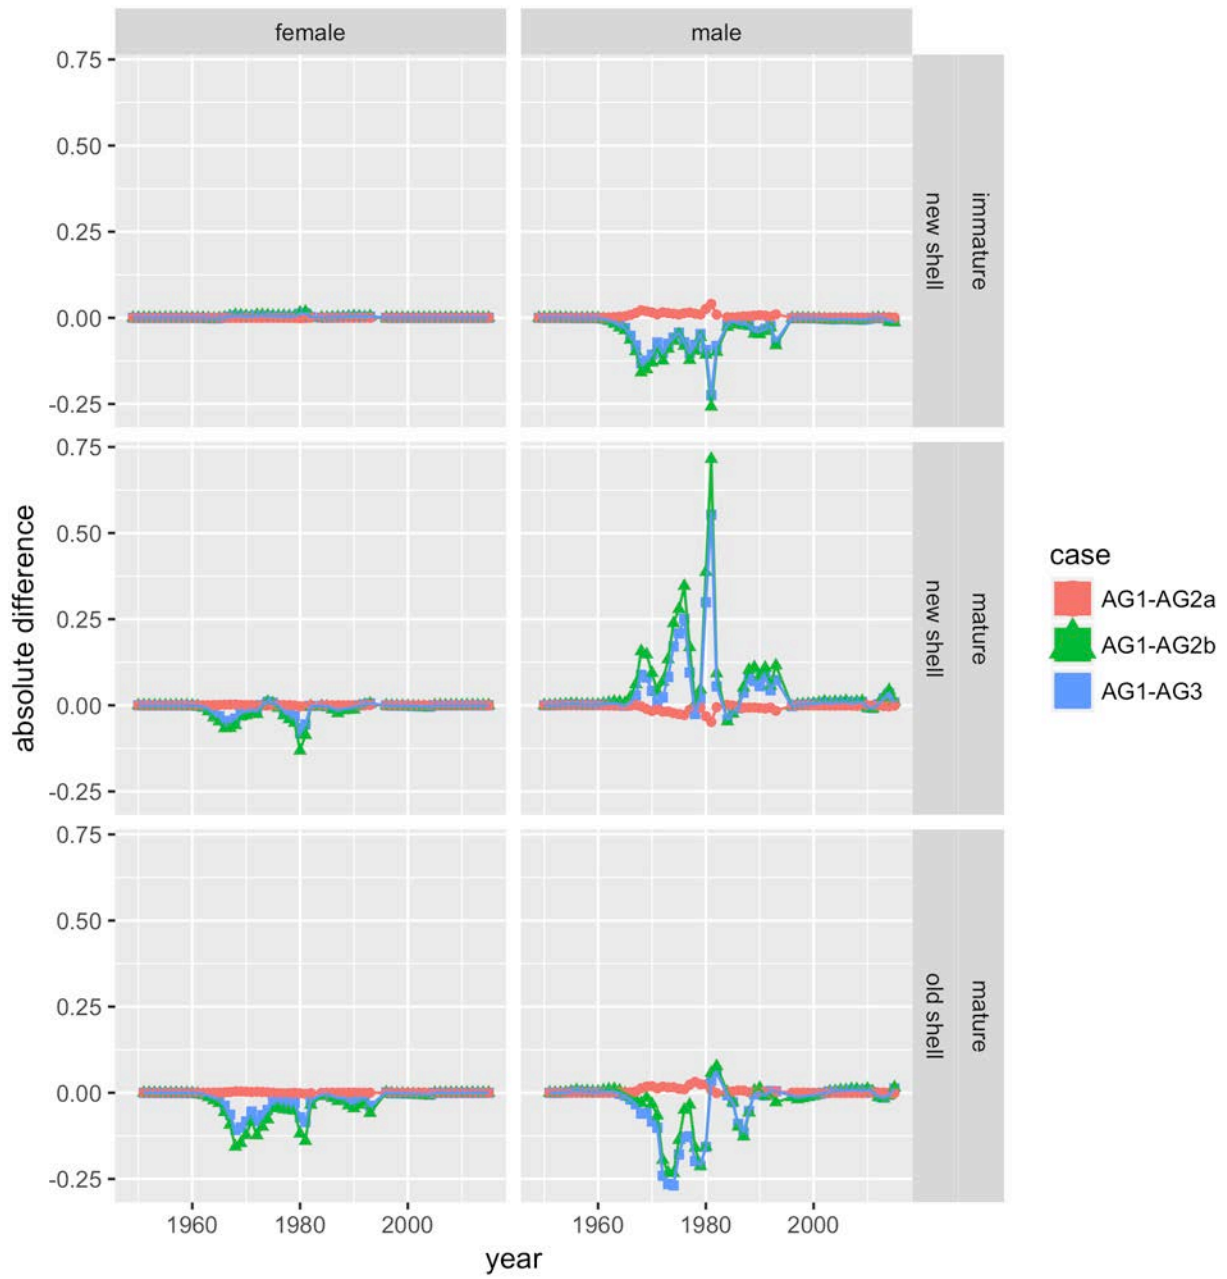 female
male
0.75
0.50
0.25
0.00
-0.25
new shell
immature
0.75
0.50
0.25
0.00
-0.25
new shell
mature
0.75
0.50
0.25
0.00
-0.25
old shell
mature
absolute difference
1960
1980
2000
1960
1980
2000
year
case
AG1-AG2a
AG1-AG2b
AG1-AG3